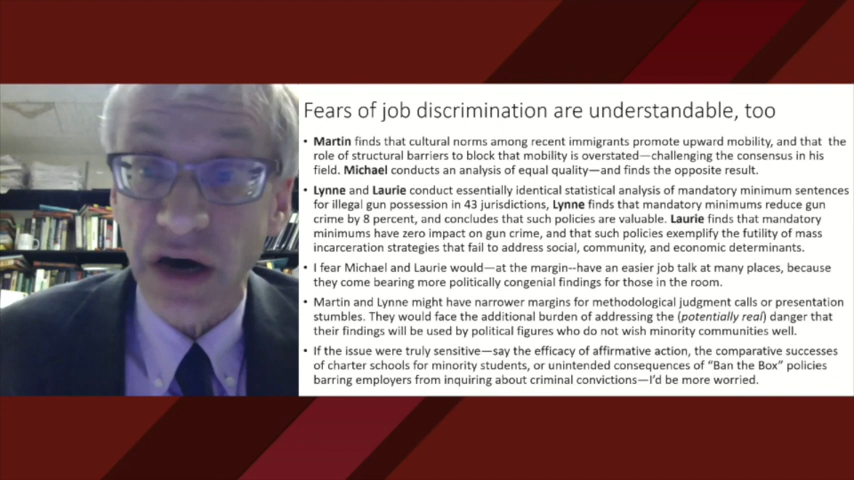 Fears of job discrimination are understandable, too
• Martin finds that cultural norms among recent immigrants promote upward mobility, and that the
role of structural barriers to block that mobility is overstated—challenging the consensus in his
field. Michael conducts an analysis of equal quality—and finds the opposite result.
• Lynne and Laurie conduct essentially identical statistical analysis of mandatory minimum sentences
for illegal gun possession in 43 jurisdictions, Lynne finds that mandatory minimums reduce gun
crime by 8 percent, and concludes that such policies are valuable. Laurie finds that mandatory
minimums have zero impact on gun crime, and that such policies exemplify the futility of mass
incarceration strategies that fail to address social, community, and economic determinants.
• I fear Michael and Laurie would—at the margin--have an easier job talk at many places, because
they come bearing more politically congenial findings for those in the room.
• Martin and Lynne might have narrower margins for methodological judgment calls or presentation
stumbles. They would face the additional burden of addressing the (potentially real) danger that
their findings will be used by political figures who do not wish minority communities well.
• If the issue were truly sensitive—say the efficacy of affirmative action, the comparative successes
of charter schools for minority students, or unintended consequences of “Ban the Box” policies
barring employers from inquiring about criminal convictions—I’d be more worried.